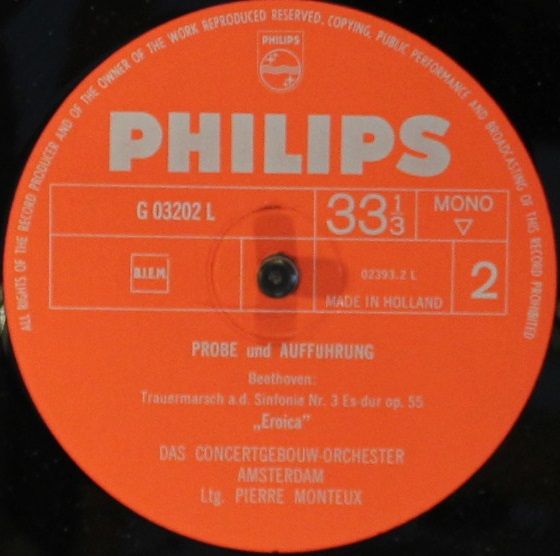 ALL RIGHTS OF THE RECORD PRODUCER AND OF THE OWNER OF THE WORK REPRODUCED RESERVED. COPYING, PUBLIC PERFORMANCE AND BROADCASTING OF THIS RECORD PROHIBITED
PHILIPS
PHILIPS
G 03202 L
33 1/3
MONO
B.I.E.M.
02393.2 L
MADE IN HOLLAND
2
PROBE und AUFFUHRUNG
Beethoven:
Trauermarsch a.d. Sinfonie Nr. 3 Es-dur op. 55
„Eroica"
DAS CONCERTGEBOUW-ORCHESTER
AMSTERDAM
Ltg. PIERRE MONTEUX